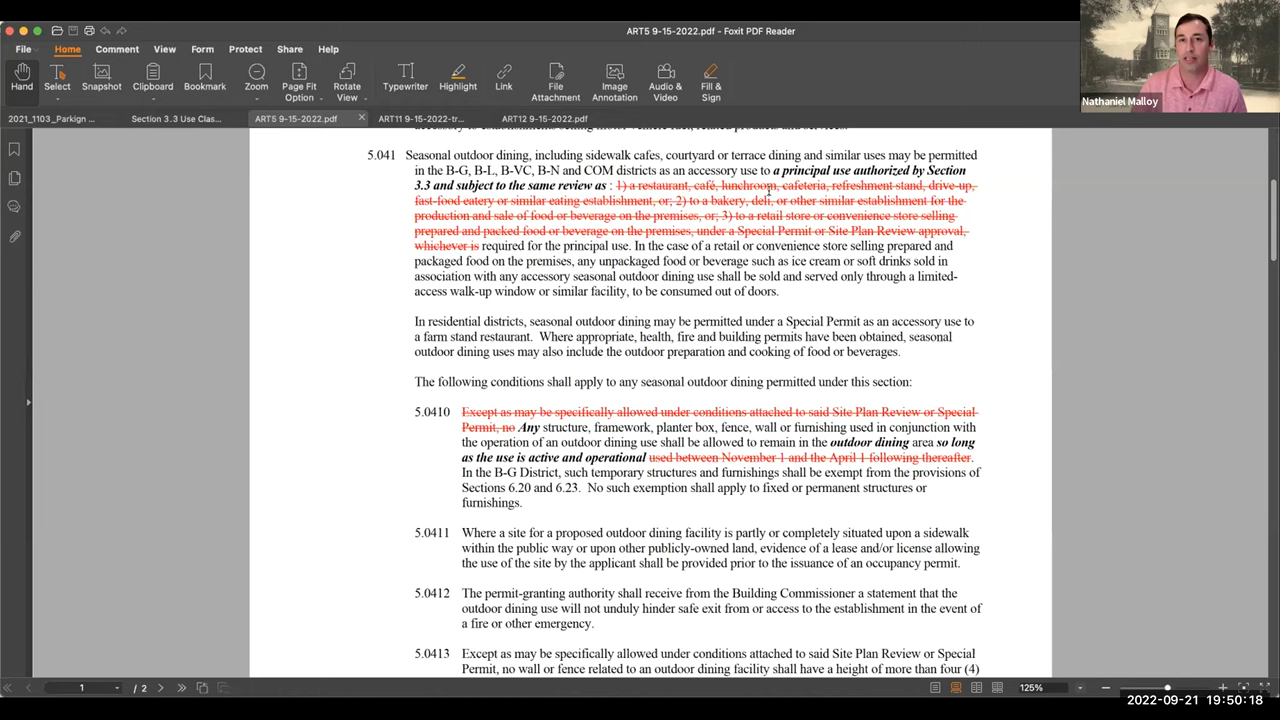 ART5 9-15-2022.pdf - Foxit PDF Reader
File Home Comment View Form Protect Share Help
Hand Select Snapshot Clipboard Bookmark Zoom Page Fit Option Rotate View Typewriter Highlight Link File Attachment Image Annotation Audio & Video Fill & Sign
Nathaniel Malloy
2021_1103_Parkign ... Section 3.3 Use Clas... ART5 9-15-2022.pdf ART11 9-15-2022-tr... ART12 9-15-2022.pdf
accessory to establishments selling motor vehicle fuel, related products and services.
5.041 Seasonal outdoor dining, including sidewalk cafes, courtyard or terrace dining and similar uses may be permitted
in the B-G, B-L, B-VC, B-N and COM districts as an accessory use to a principal use authorized by Section
3.3 and subject to the same review as : 1) a restaurant, café, lunchroom, cafeteria, refreshment stand, drive-up,
fast-food eatery or similar eating establishment, or; 2) to a bakery, deli, or other similar establishment for the
production and sale of food or beverage on the premises, or; 3) to a retail store or convenience store selling
prepared and packed food or beverage on the premises, under a Special Permit or Site Plan Review approval,
whichever is required for the principal use. In the case of a retail or convenience store selling prepared and
packaged food on the premises, any unpackaged food or beverage such as ice cream or soft drinks sold in
association with any accessory seasonal outdoor dining use shall be sold and served only through a limited-
access walk-up window or similar facility, to be consumed out of doors.
In residential districts, seasonal outdoor dining may be permitted under a Special Permit as an accessory use to
a farm stand restaurant. Where appropriate, health, fire and building permits have been obtained, seasonal
outdoor dining uses may also include the outdoor preparation and cooking of food or beverages.
The following conditions shall apply to any seasonal outdoor dining permitted under this section:
5.0410 Except as may be specifically allowed under conditions attached to said Site Plan Review or Special
Permit, no Any structure, framework, planter box, fence, wall or furnishing used in conjunction with
the operation of an outdoor dining use shall be allowed to remain in the outdoor dining area so long
as the use is active and operational used between November 1 and the April 1 following thereafter.
In the B-G District, such temporary structures and furnishings shall be exempt from the provisions of
Sections 6.20 and 6.23. No such exemption shall apply to fixed or permanent structures or
furnishings.
5.0411 Where a site for a proposed outdoor dining facility is partly or completely situated upon a sidewalk
within the public way or upon other publicly-owned land, evidence of a lease and/or license allowing
the use of the site by the applicant shall be provided prior to the issuance of an occupancy permit.
5.0412 The permit-granting authority shall receive from the Building Commissioner a statement that the
outdoor dining use will not unduly hinder safe exit from or access to the establishment in the event of
a fire or other emergency.
5.0413 Except as may be specifically allowed under conditions attached to said Site Plan Review or Special
Permit, no wall or fence related to an outdoor dining facility shall have a height of more than four (4)
1 / 2 125%
2022-09-21 19:50:18